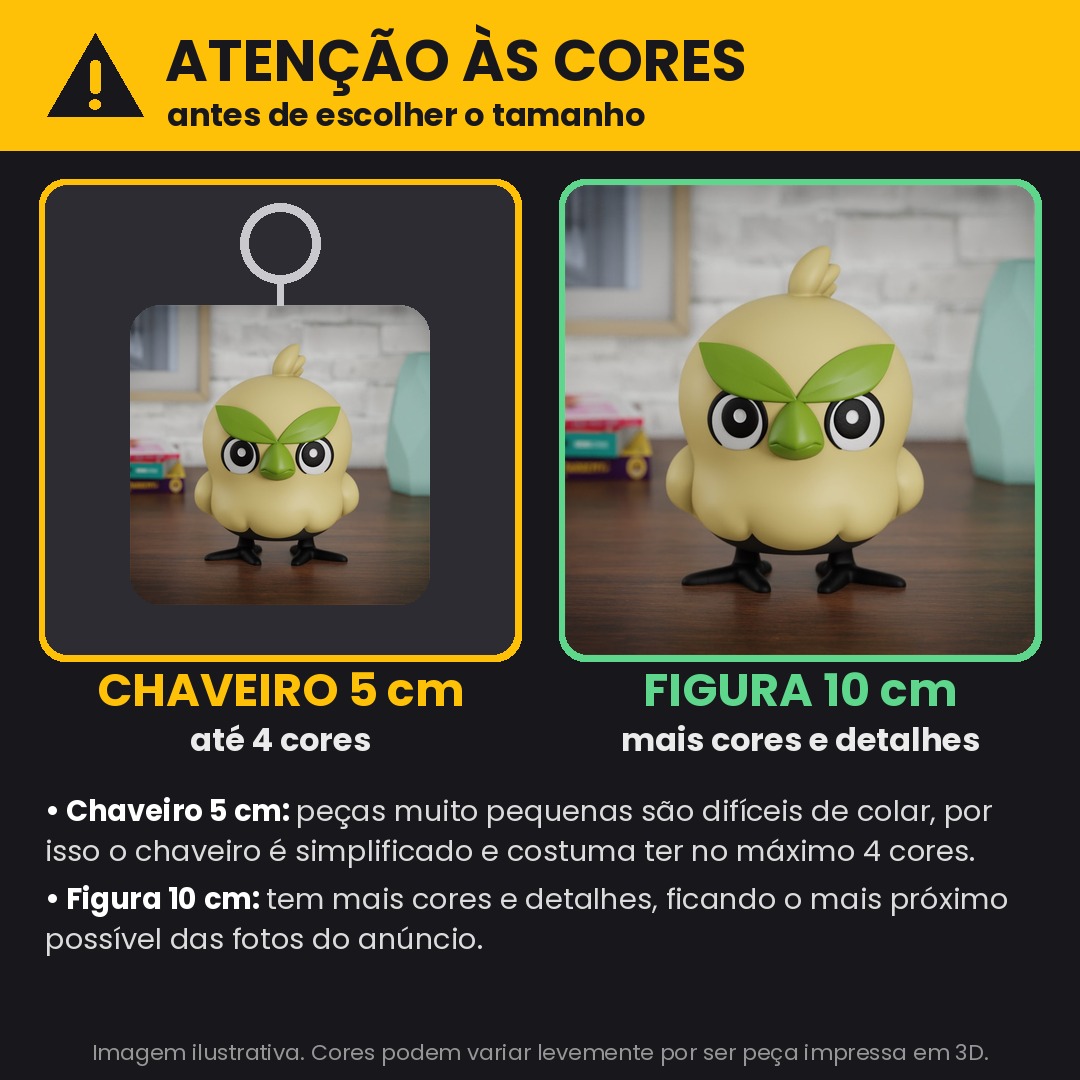 ATENÇÃO ÀS CORES
antes de escolher o tamanho
CHAVEIRO 5 cm
até 4 cores
FIGURA 10 cm
mais cores e detalhes
• Chaveiro 5 cm: peças muito pequenas são difíceis de colar, por
isso o chaveiro é simplificado e costuma ter no máximo 4 cores.
• Figura 10 cm: tem mais cores e detalhes, ficando o mais próximo
possível das fotos do anúncio.
Imagem ilustrativa. Cores podem variar levemente por ser peça impressa em 3D.